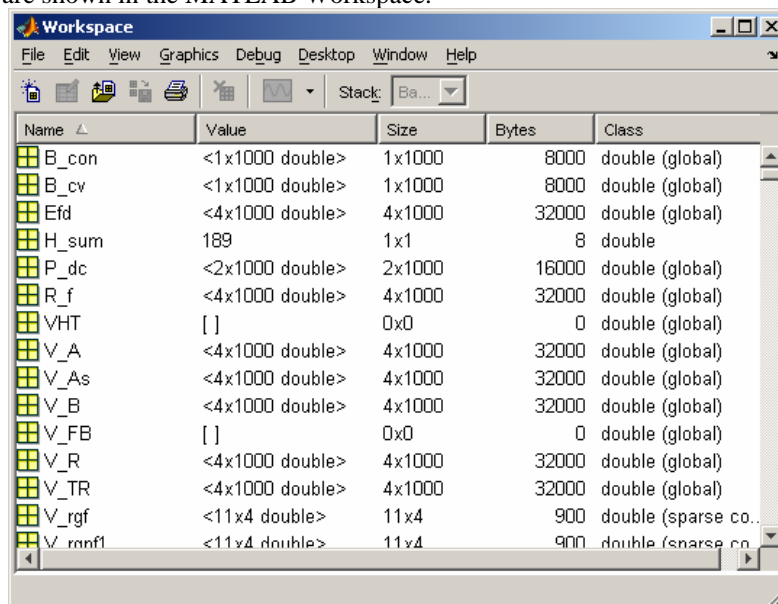 are shown in the MATLAB Workspace.
Workspace
File Edit View Graphics Debug Desktop Window Help
Stack: Ba...
Name Value Size Bytes Class
B_con <1x1000 double> 1x1000 8000 double (global)
B_cv <1x1000 double> 1x1000 8000 double (global)
Efd <4x1000 double> 4x1000 32000 double (global)
H_sum 189 1x1 8 double
P_dc <2x1000 double> 2x1000 16000 double (global)
R_f <4x1000 double> 4x1000 32000 double (global)
VHT [ ] 0x0 0 double (global)
V_A <4x1000 double> 4x1000 32000 double (global)
V_As <4x1000 double> 4x1000 32000 double (global)
V_B <4x1000 double> 4x1000 32000 double (global)
V_FB [ ] 0x0 0 double (global)
V_R <4x1000 double> 4x1000 32000 double (global)
V_TR <4x1000 double> 4x1000 32000 double (global)
V_rgf <11x4 double> 11x4 900 double (sparse co...
V_rgnf1 <11x4 double> 11x4 900 double (sparse co...